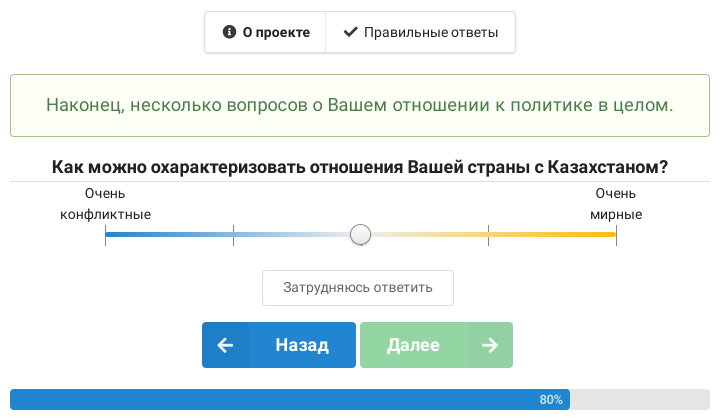 О проекте
Правильные ответы
Наконец, несколько вопросов о Вашем отношении к политике в целом.
Как можно охарактеризовать отношения Вашей страны с Казахстаном?
Очень
конфликтные
Очень
мирные
Затрудняюсь ответить
Назад
Далее
80%